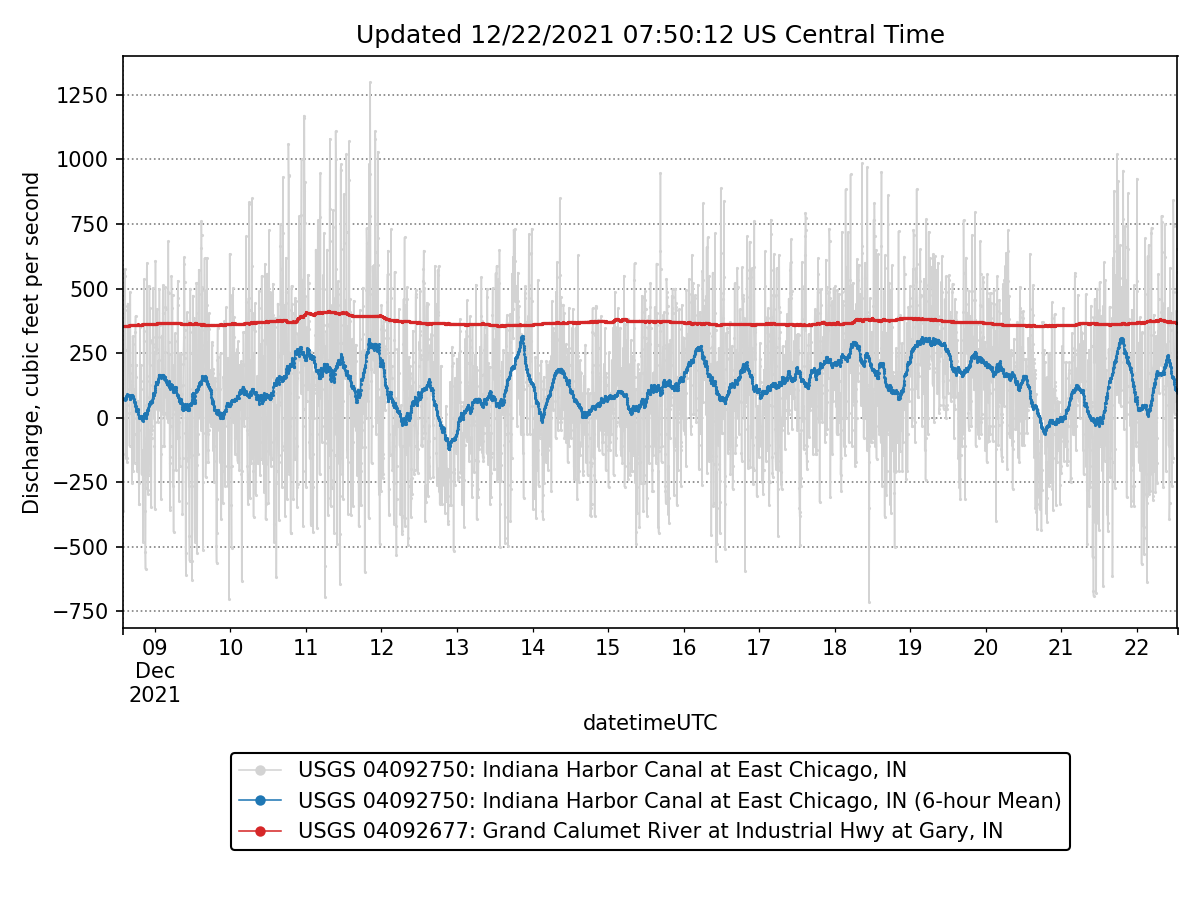 Updated 12/22/2021 07:50:12 US Central Time
Discharge, cubic feet per second
1250
1000
750
500
250
0
−250
−500
−750
09 10 11 12 13 14 15 16 17 18 19 20 21 22
Dec
2021
datetimeUTC
USGS 04092750: Indiana Harbor Canal at East Chicago, IN
USGS 04092750: Indiana Harbor Canal at East Chicago, IN (6-hour Mean)
USGS 04092677: Grand Calumet River at Industrial Hwy at Gary, IN